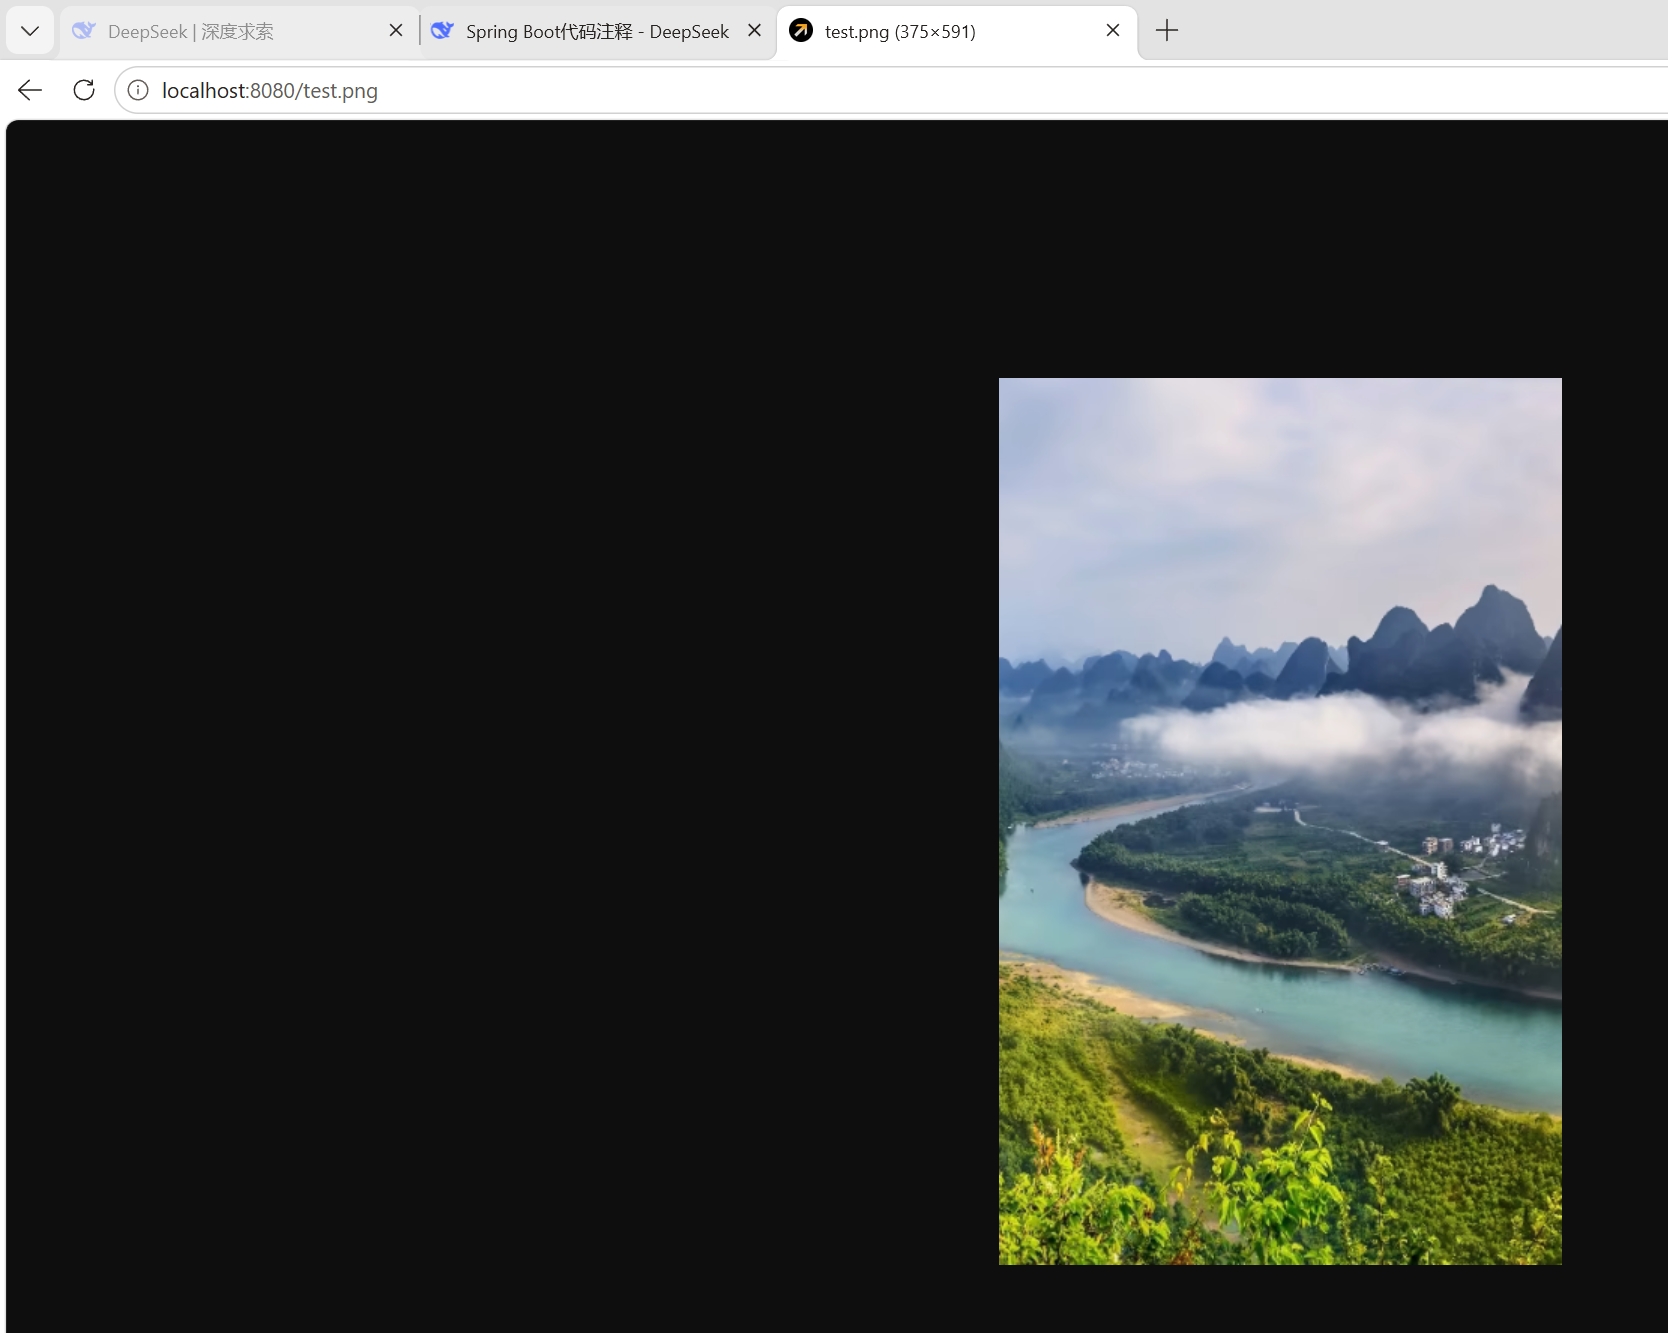 DeepSeek | 深度求索
Spring Boot代码注释 - DeepSeek
test.png (375×591)
localhost:8080/test.png